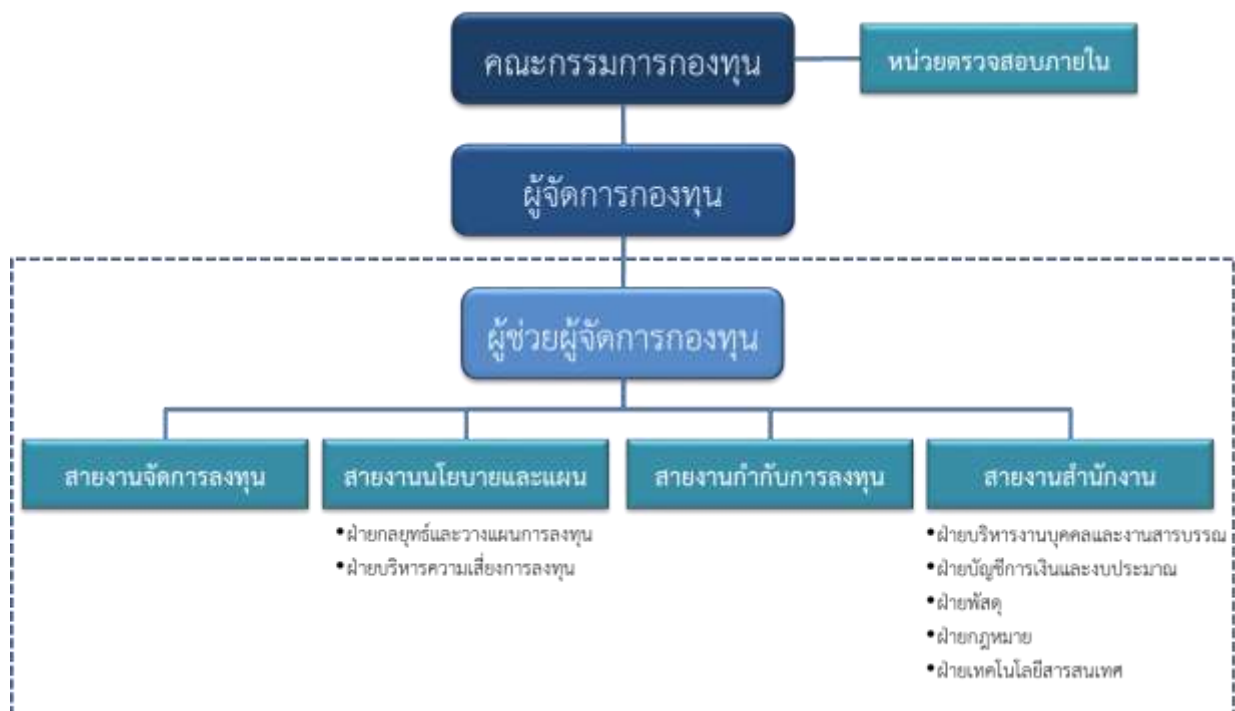 คณะกรรมการกองทุน
หน่วยตรวจสอบภายใน
ผู้จัดการกองทุน
ผู้ช่วยผู้จัดการกองทุน
สายงานจัดการลงทุน
สายงานนโยบายและแผน
•ฝ่ายกลยุทธ์และวางแผนการลงทุน
•ฝ่ายบริหารความเสี่ยงการลงทุน
สายงานกำกับการลงทุน
สายงานสำนักงาน
•ฝ่ายบริหารงานบุคคลและงานสารบรรณ
•ฝ่ายบัญชีการเงินและงบประมาณ
•ฝ่ายพัสดุ
•ฝ่ายกฎหมาย
•ฝ่ายเทคโนโลยีสารสนเทศ